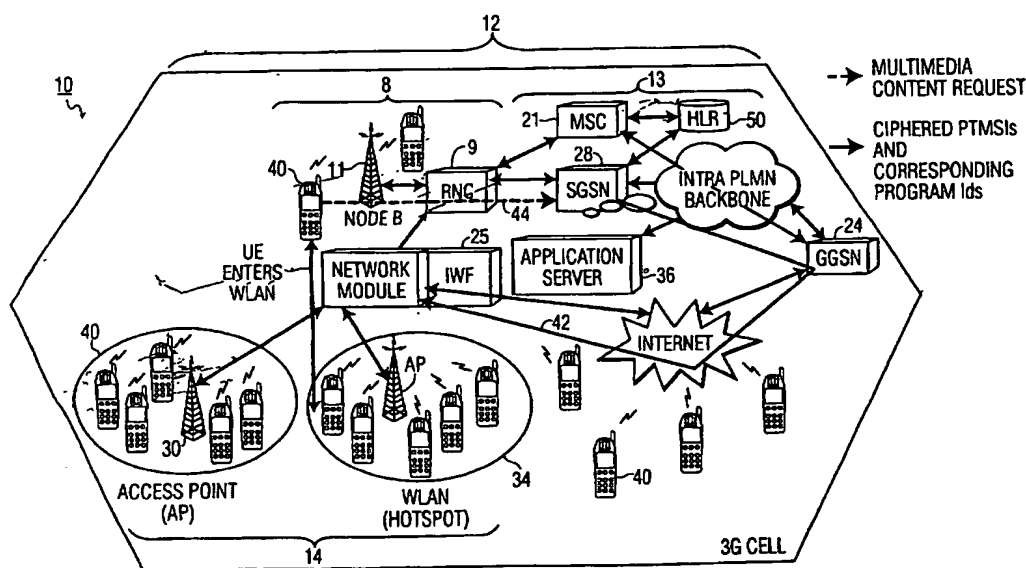 12
10
8
13
MULTIMEDIA
CONTENT REQUEST
CIPHERED PTMSIs
AND
CORRESPONDING
PROGRAM Ids
21
MSC
HLR
50
40
11
9
28
RNC
SGSN
NODE B
44
INTRA PLMN
BACKBONE
24
GGSN
UE
ENTERS
WLAN
25
NETWORK
MODULE
IWF
APPLICATION
SERVER
36
42
INTERNET
40
AP
30
34
40
ACCESS POINT
(AP)
WLAN
(HOTSPOT)
14
3G CELL